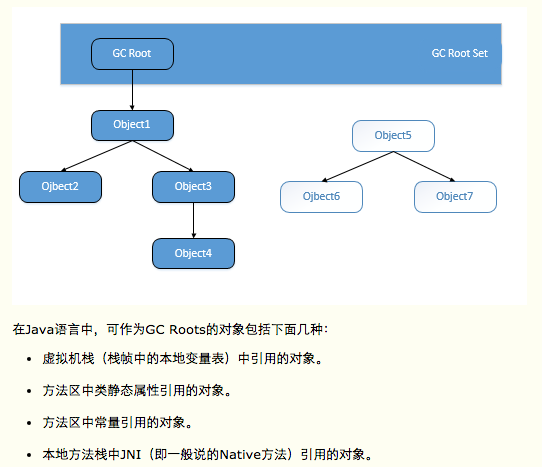 GC Root
GC Root Set
Object1
Object5
Ojbect2
Object3
Ojbect6
Object7
Object4
在Java语言中，可作为GC Roots的对象包括下面几种：
• 虚拟机栈（栈帧中的本地变量表）中引用的对象。
• 方法区中类静态属性引用的对象。
• 方法区中常量引用的对象。
• 本地方法栈中JNI（即一般说的Native方法）引用的对象。